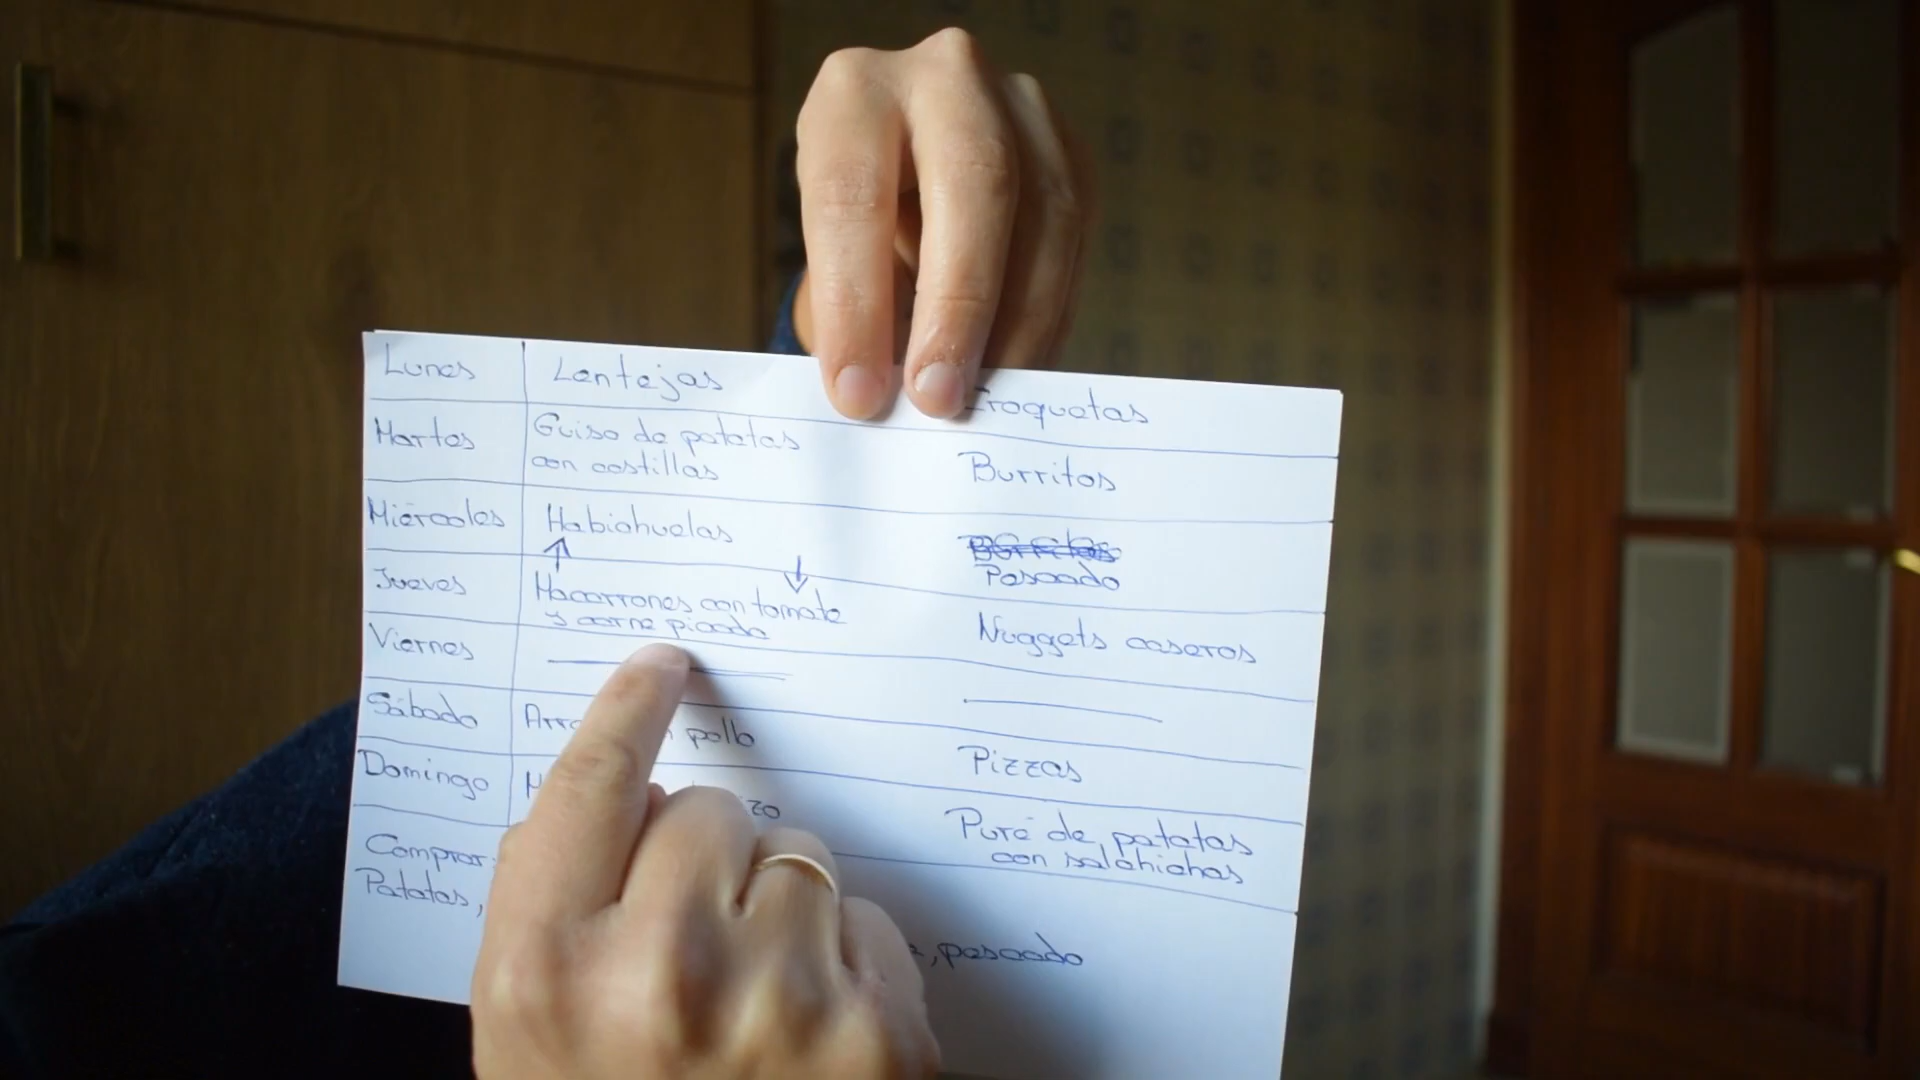 Lunes Lentejas
Martes Guiso de patatas Burritos
con costillas
Miércoles Habichuelas
Pescado
Jueves Macarrones con tomate Nuggets caseros
y carne picada
Viernes
Sábado pollo Pizzas
Domingo Puré de patatas
con salchichas
Comprar:
Patatas,
, pescado